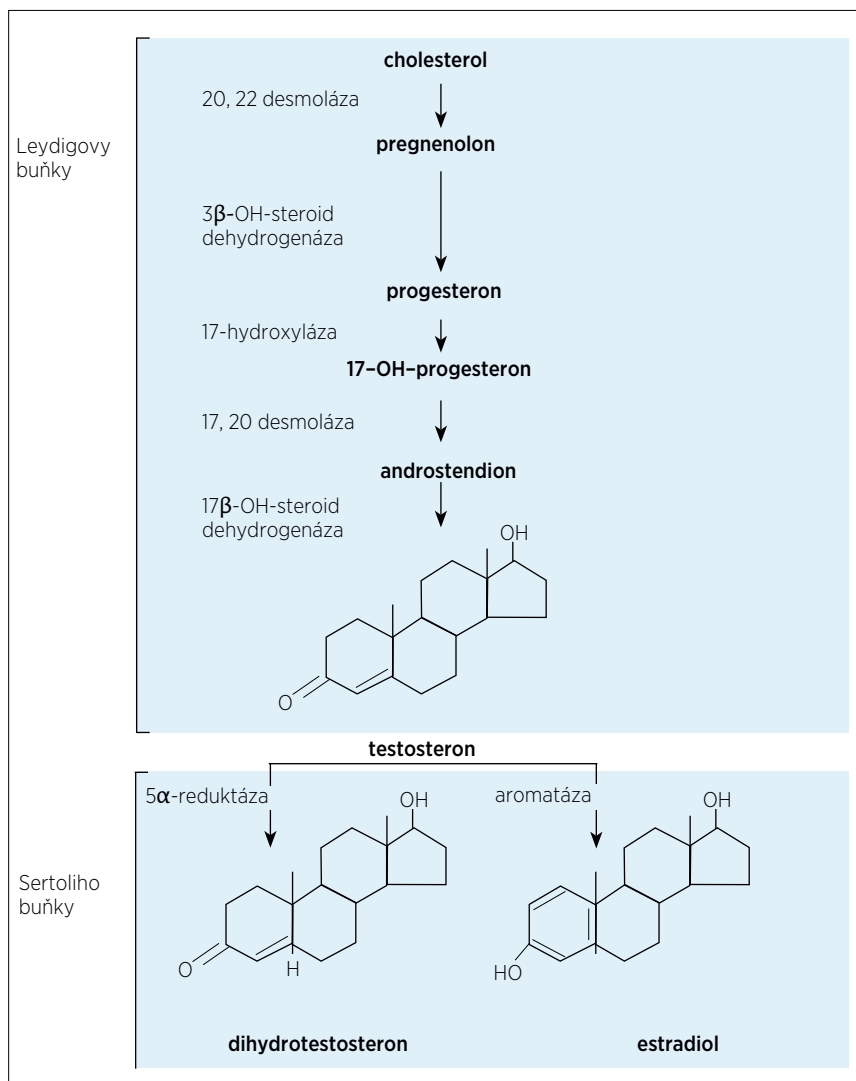 cholesterol
20, 22 desmoláza
pregnenolon
Leydigovy
buňky
3β-OH-steroid
dehydrogenáza
progesteron
17-hydroxyláza
17–OH–progesteron
17, 20 desmoláza
androstendion
17β-OH-steroid
dehydrogenáza
OH
O
testosteron
5α-reduktáza
aromatáza
OH
OH
Sertoliho
buňky
O
H
HO
dihydrotestosteron
estradiol